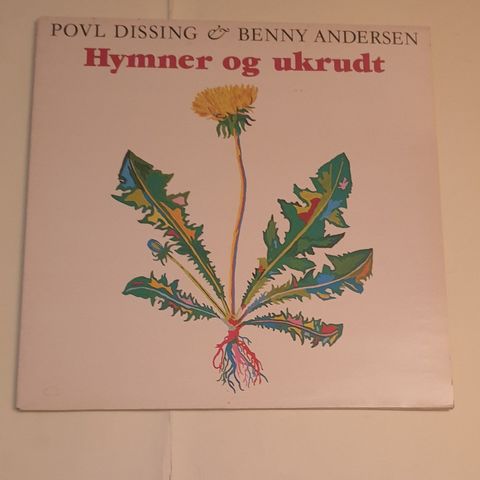 POVL DISSING & BENNY ANDERSEN
Hymner og ukrudt